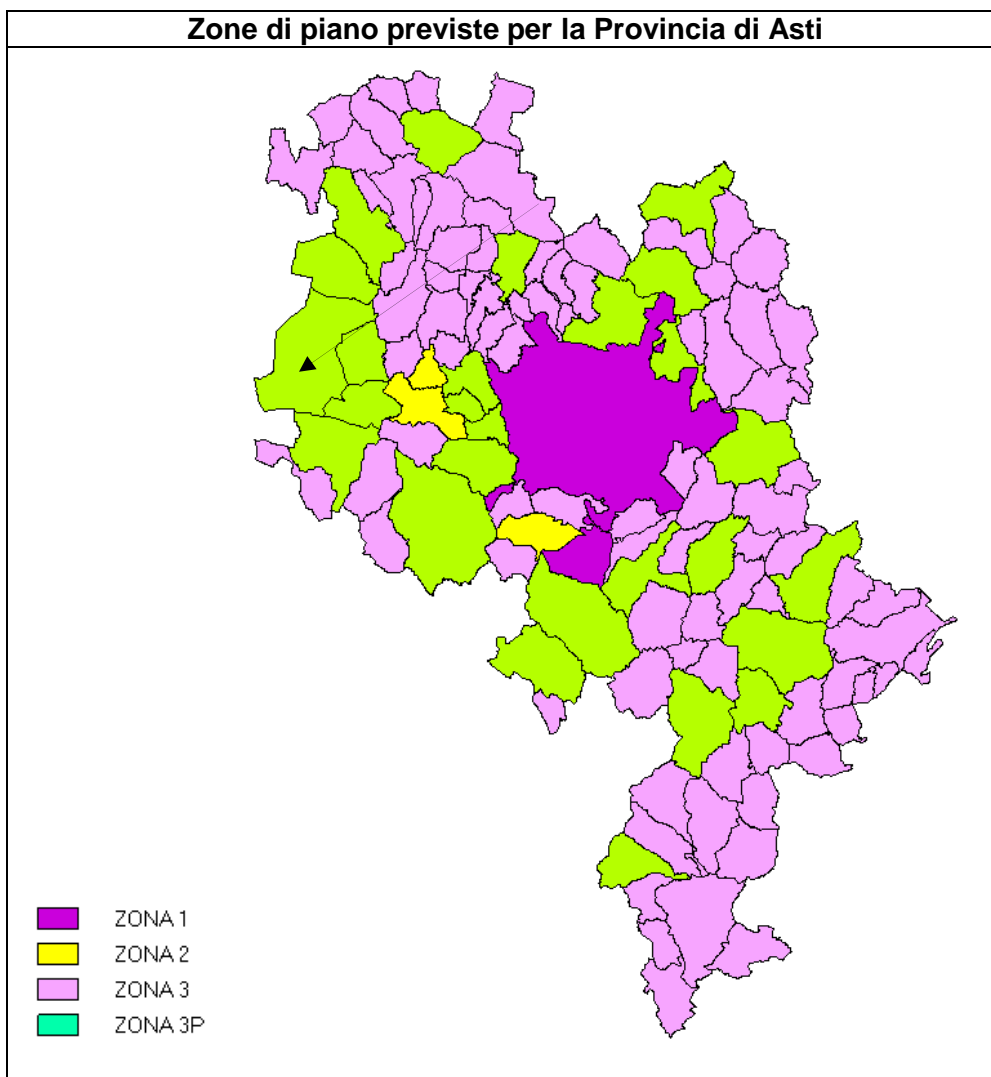 Zone di piano previste per la Provincia di Asti
ZONA 1
ZONA 2
ZONA 3
ZONA 3P